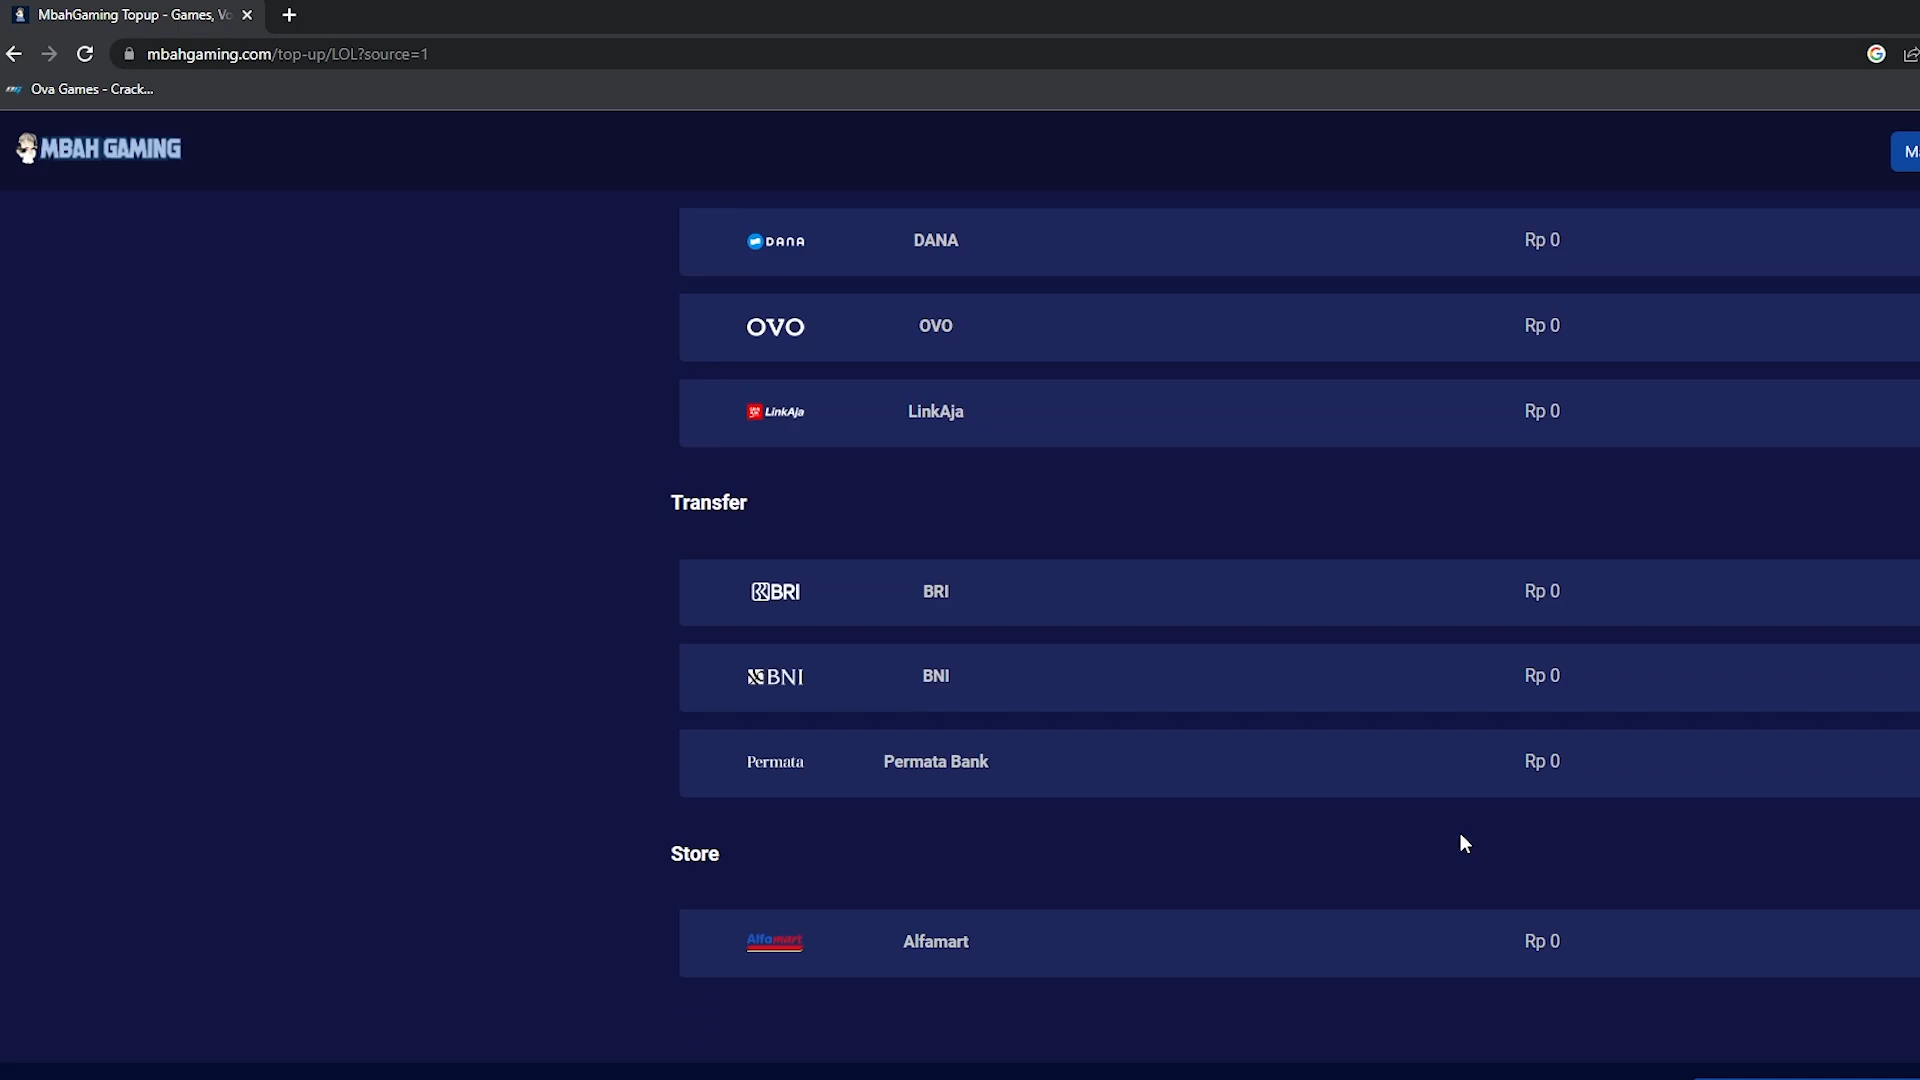 MbahGaming Topup - Games, Vo
mbahgaming.com/top-up/LOL?source=1
Ova Games - Crack...
MBAH GAMING
Ma
DANA DANA Rp 0
OVO OVO Rp 0
LinkAja LinkAja Rp 0
Transfer
BRI BRI Rp 0
BNI BNI Rp 0
Permata Permata Bank Rp 0
Store
Alfamart Alfamart Rp 0